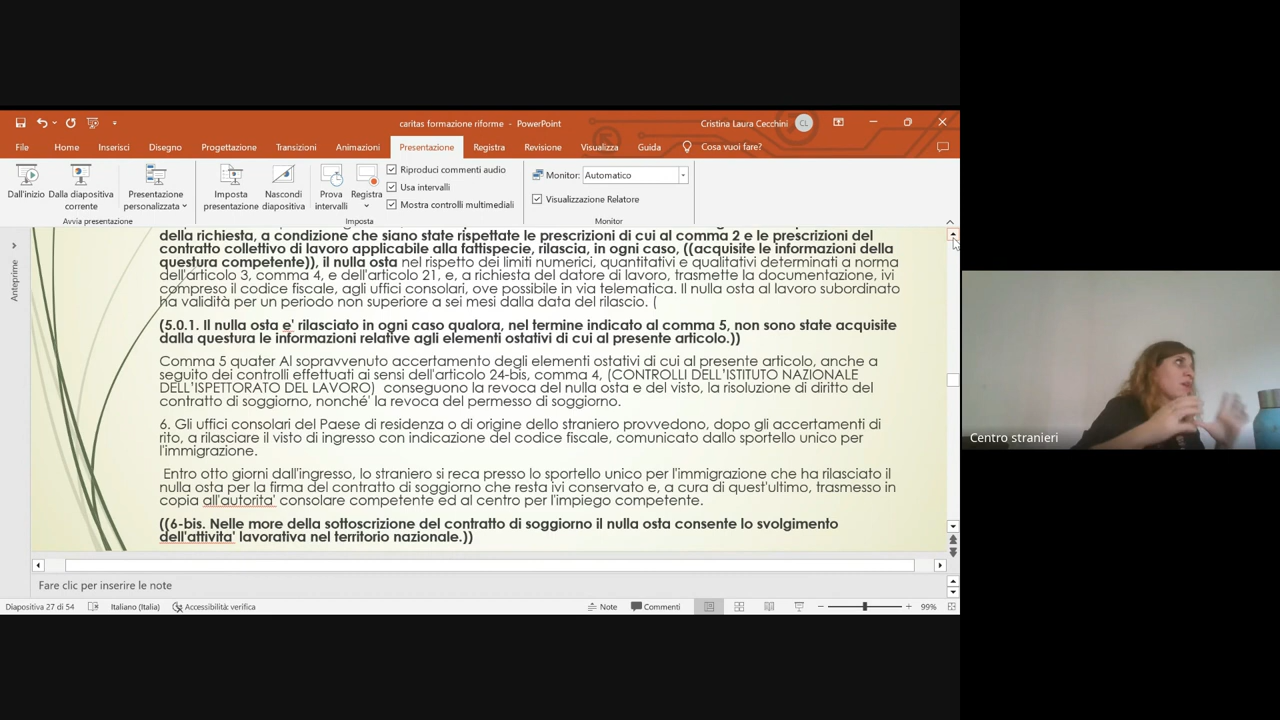 caritas formazione riforme - PowerPoint
Cristina Laura Cecchini CL
File Home Inserisci Disegno Progettazione Transizioni Animazioni Presentazione Registra Revisione Visualizza Guida Cosa vuoi fare?
Dall'inizio
Dalla diapositiva corrente
Presentazione personalizzata
Avvia presentazione
Imposta presentazione
Nascondi diapositiva
Prova intervalli
Registra
Riproduci commenti audio
Usa intervalli
Mostra controlli multimediali
Imposta
Monitor: Automatico
Visualizzazione Relatore
Monitor
Anteprime
della richiesta, a condizione che siano state rispettate le prescrizioni di cui al comma 2 e le prescrizioni del
contratto collettivo di lavoro applicabile alla fattispecie, rilascia, in ogni caso, ((acquisite le informazioni della
questura competente)), il nulla osta nel rispetto dei limiti numerici, quantitativi e qualitativi determinati a norma
dell'articolo 3, comma 4, e dell'articolo 21, e, a richiesta del datore di lavoro, trasmette la documentazione, ivi
compreso il codice fiscale, agli uffici consolari, ove possibile in via telematica. Il nulla osta al lavoro subordinato
ha validità per un periodo non superiore a sei mesi dalla data del rilascio. (
(5.0.1. Il nulla osta e' rilasciato in ogni caso qualora, nel termine indicato al comma 5, non sono state acquisite
dalla questura le informazioni relative agli elementi ostativi di cui al presente articolo.))
Comma 5 quater Al sopravvenuto accertamento degli elementi ostativi di cui al presente articolo, anche a
seguito dei controlli effettuati ai sensi dell'articolo 24-bis, comma 4, (CONTROLLI DELL'ISTITUTO NAZIONALE
DELL'ISPETTORATO DEL LAVORO) conseguono la revoca del nulla osta e del visto, la risoluzione di diritto del
contratto di soggiorno, nonché' la revoca del permesso di soggiorno.
6. Gli uffici consolari del Paese di residenza o di origine dello straniero provvedono, dopo gli accertamenti di
rito, a rilasciare il visto di ingresso con indicazione del codice fiscale, comunicato dallo sportello unico per
l'immigrazione.
Entro otto giorni dall'ingresso, lo straniero si reca presso lo sportello unico per l'immigrazione che ha rilasciato il
nulla osta per la firma del contratto di soggiorno che resta ivi conservato e, a cura di quest'ultimo, trasmesso in
copia all'autorita' consolare competente ed al centro per l'impiego competente.
((6-bis. Nelle more della sottoscrizione del contratto di soggiorno il nulla osta consente lo svolgimento
dell'attivita' lavorativa nel territorio nazionale.))
Fare clic per inserire le note
Diapositiva 27 di 54 Italiano (Italia) Accessibilità: verifica Note Commenti 99%
Centro stranieri